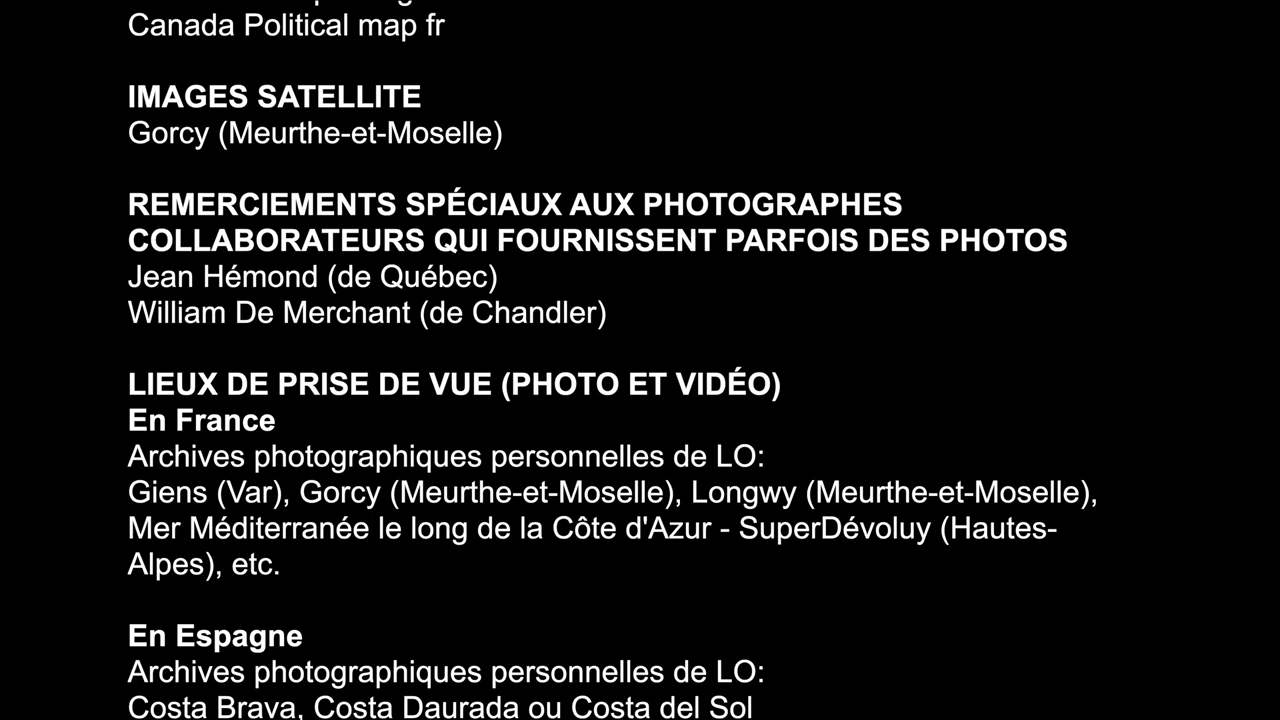 Canada Political map fr
IMAGES SATELLITE
Gorcy (Meurthe-et-Moselle)
REMERCIEMENTS SPÉCIAUX AUX PHOTOGRAPHES
COLLABORATEURS QUI FOURNISSENT PARFOIS DES PHOTOS
Jean Hémond (de Québec)
William De Merchant (de Chandler)
LIEUX DE PRISE DE VUE (PHOTO ET VIDÉO)
En France
Archives photographiques personnelles de LO:
Giens (Var), Gorcy (Meurthe-et-Moselle), Longwy (Meurthe-et-Moselle),
Mer Méditerranée le long de la Côte d'Azur - SuperDévoluy (Hautes-
Alpes), etc.
En Espagne
Archives photographiques personnelles de LO:
Costa Brava, Costa Daurada ou Costa del Sol